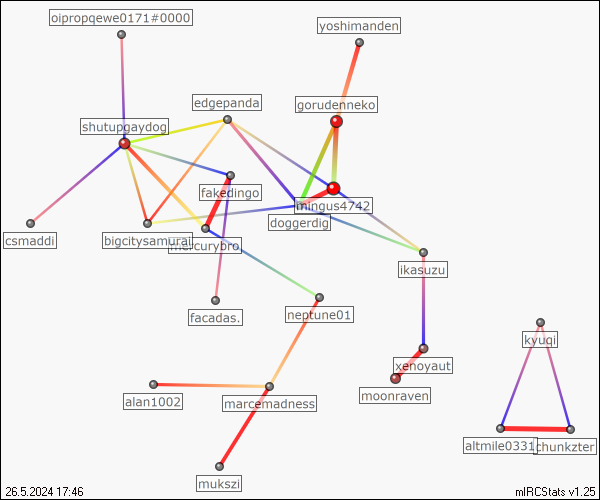 oipropqewe0171#0000
yoshimanden
edgepanda
gorudenneko
shutupgaydog
fakedingo
mingus4742
doggerdig
csmaddi
bigcitysamurai
mercurybro
ikasuzu
facadas.
neptune01
kyuqi
xenoyaut
moonraven
alan1002
marcemadness
altmile0331
chunkzter
mukszi
26.5.2024 17:46
mIRCStats v1.25